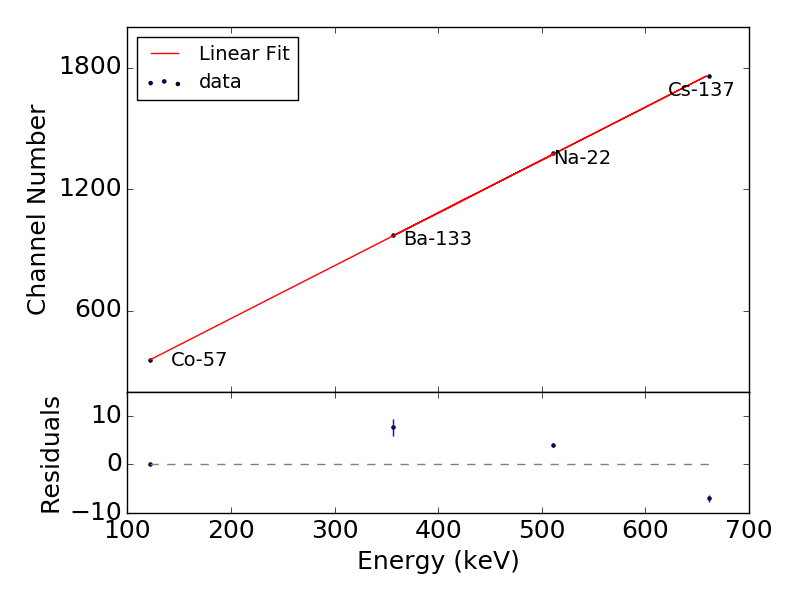 Linear Fit
data
1800
1200
600
Channel Number
Cs-137
Na-22
Ba-133
Co-57
10
0
−10
Residuals
100 200 300 400 500 600 700
Energy (keV)